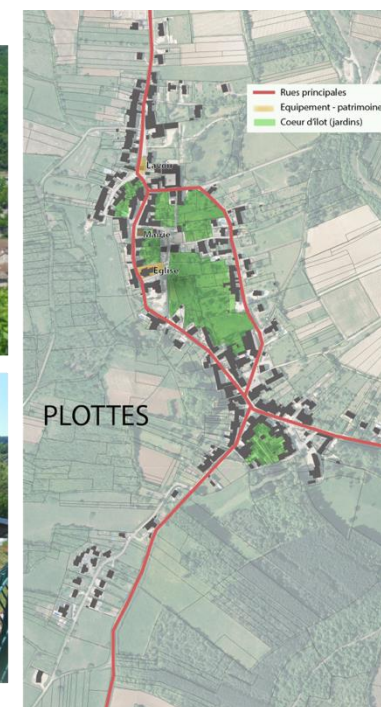 Rues principales
Equipement - patrimoine
Coeur d'îlot (jardins)
Lavoir
Mairie
Eglise
PLOTTES